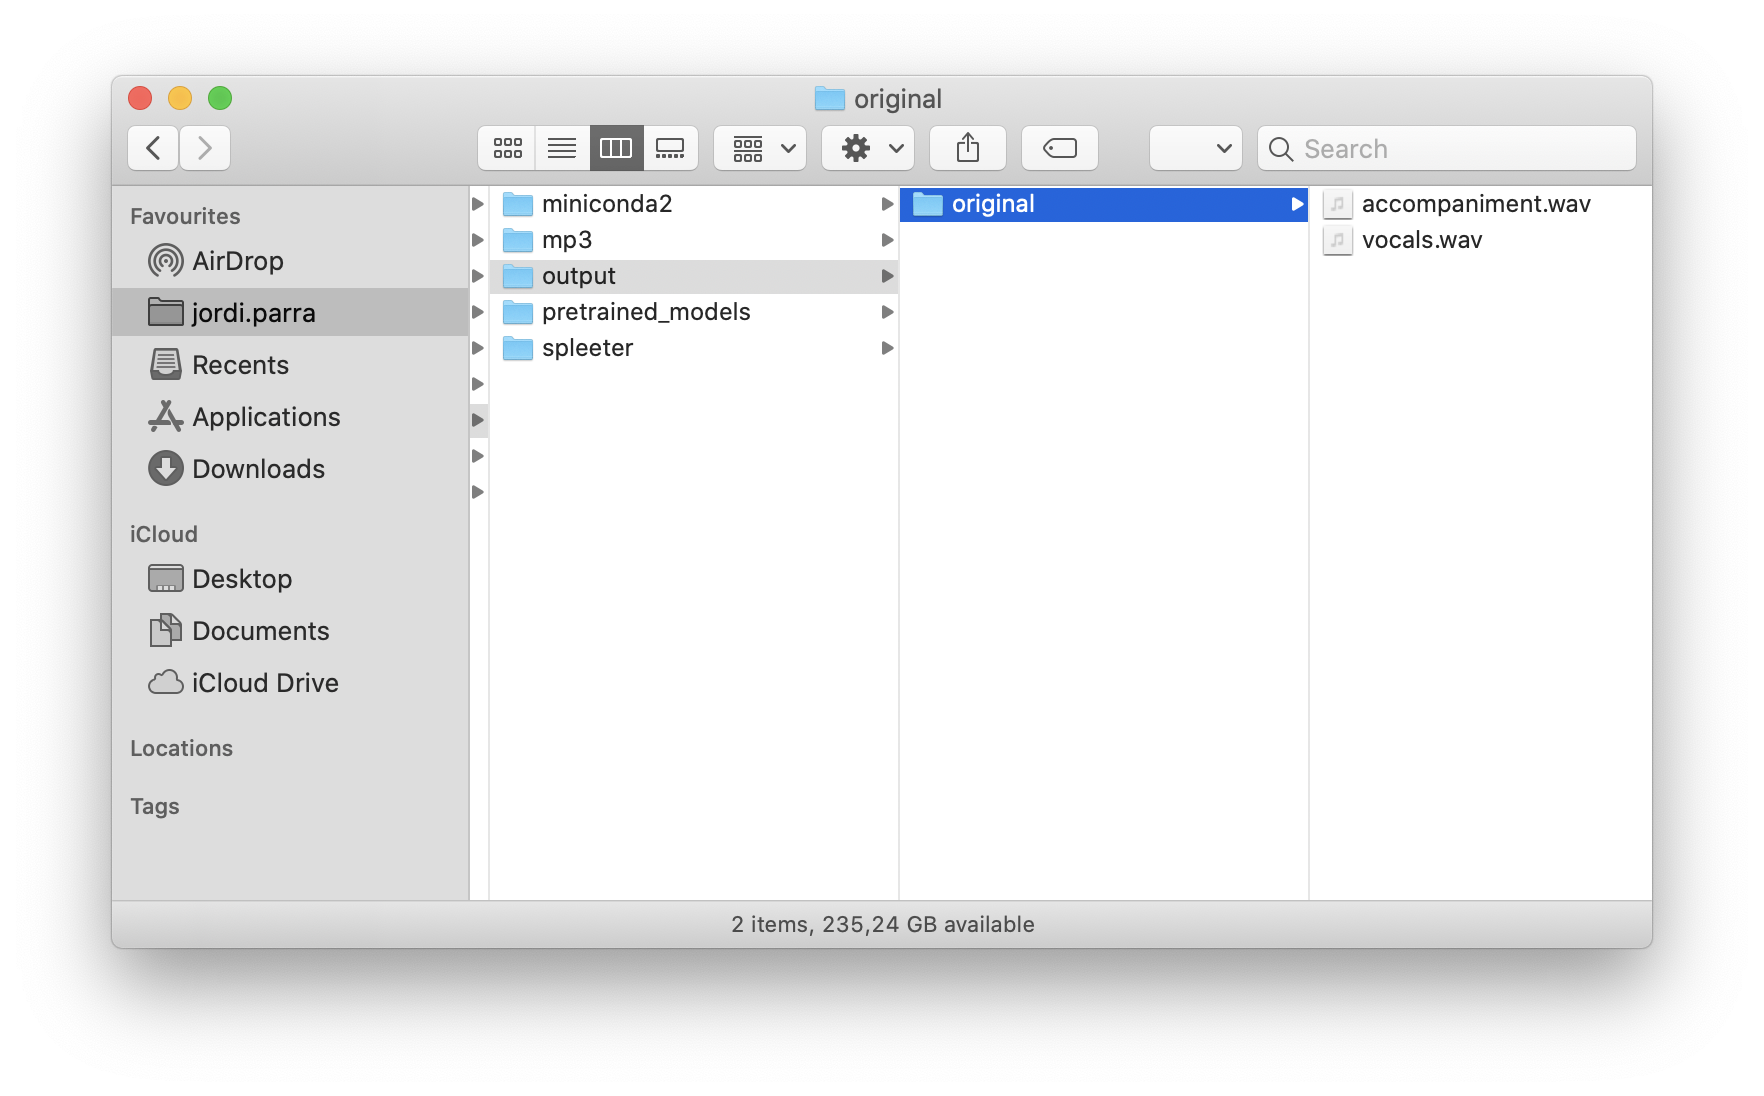 original
Search
Favourites
AirDrop
jordi.parra
Recents
Applications
Downloads
iCloud
Desktop
Documents
iCloud Drive
Locations
Tags
miniconda2
mp3
output
pretrained_models
spleeter
original
accompaniment.wav
vocals.wav
2 items, 235,24 GB available